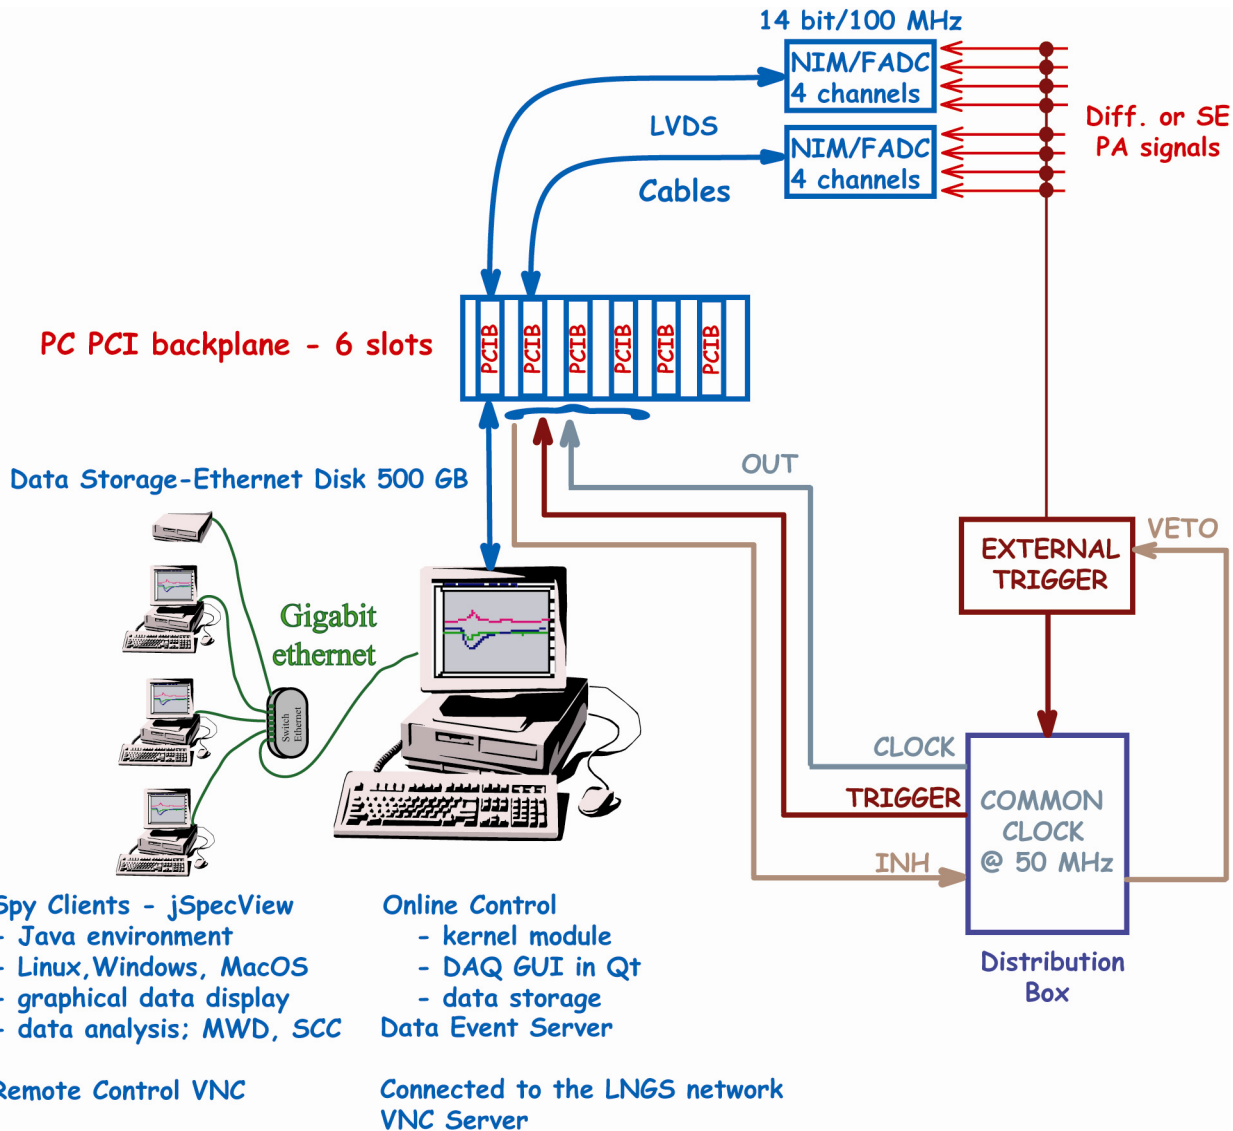 14 bit/100 MHz
NIM/FADC
4 channels
LVDS
NIM/FADC
4 channels
Cables
Diff. or SE
PA signals
PC PCI backplane - 6 slots
PCIB
PCIB
PCIB
PCIB
PCIB
PCIB
Data Storage-Ethernet Disk 500 GB
OUT
VETO
EXTERNAL
TRIGGER
Gigabit
ethernet
Switch
Ethernet
CLOCK
TRIGGER
INH
COMMON
CLOCK
@ 50 MHz
Distribution
Box
Spy Clients - jSpecView
- Java environment
- Linux,Windows, MacOS
- graphical data display
- data analysis; MWD, SCC
Remote Control VNC
Online Control
- kernel module
- DAQ GUI in Qt
- data storage
Data Event Server
Connected to the LNGS network
VNC Server